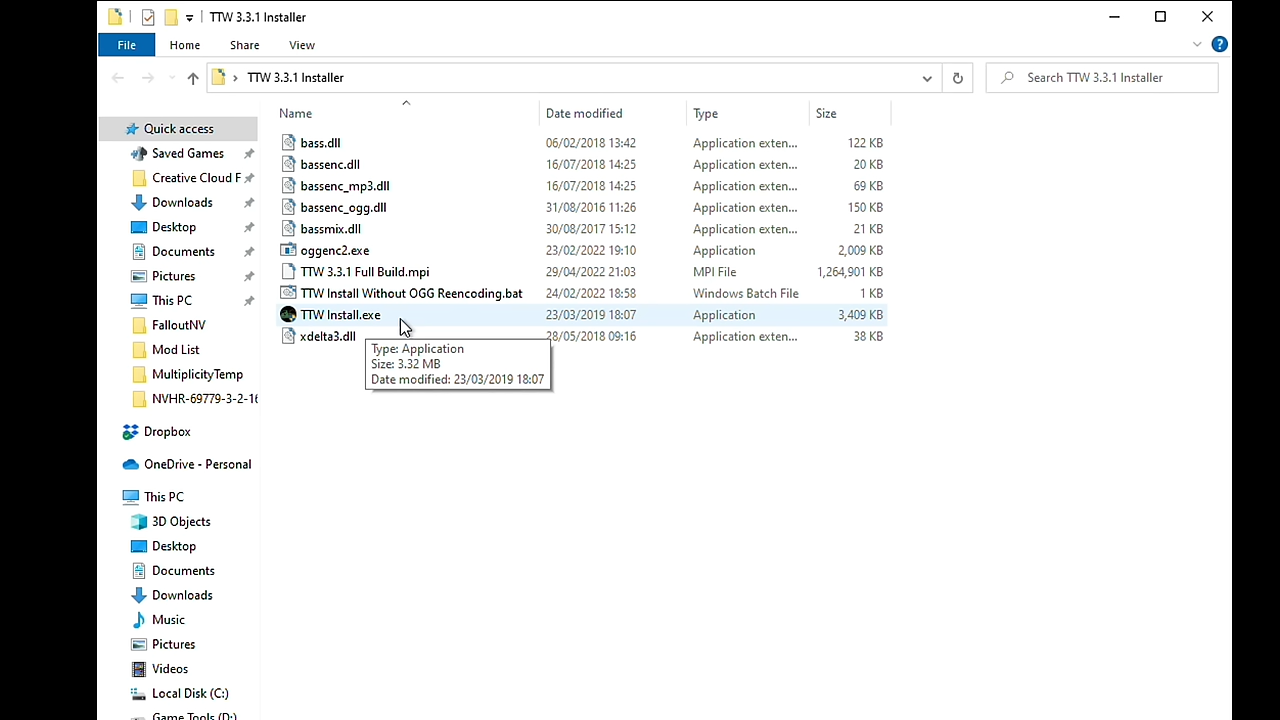 TTW 3.3.1 Installer
File Home Share View
TTW 3.3.1 Installer
Search TTW 3.3.1 Installer
Name Date modified Type Size
bass.dll 06/02/2018 13:42 Application exten... 122 KB
bassenc.dll 16/07/2018 14:25 Application exten... 20 KB
bassenc_mp3.dll 16/07/2018 14:25 Application exten... 69 KB
bassenc_ogg.dll 31/08/2016 11:26 Application exten... 150 KB
bassmix.dll 30/08/2017 15:12 Application exten... 21 KB
oggenc2.exe 23/02/2022 19:10 Application 2,009 KB
TTW 3.3.1 Full Build.mpi 29/04/2022 21:03 MPI File 1,264,901 KB
TTW Install Without OGG Reencoding.bat 24/02/2022 18:58 Windows Batch File 1 KB
TTW Install.exe 23/03/2019 18:07 Application 3,409 KB
xdelta3.dll 28/05/2018 09:16 Application exten... 38 KB
Type: Application
Size: 3.32 MB
Date modified: 23/03/2019 18:07
Quick access
Saved Games
Creative Cloud F
Downloads
Desktop
Documents
Pictures
This PC
FalloutNV
Mod List
MultiplicityTemp
NVHR-69779-3-2-16
Dropbox
OneDrive - Personal
This PC
3D Objects
Desktop
Documents
Downloads
Music
Pictures
Videos
Local Disk (C:)
Game Tools (D:)